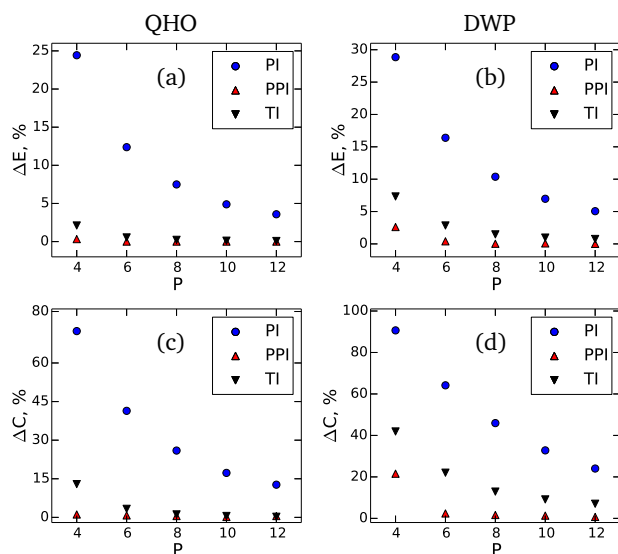 QHO
DWP
25
20
15
10
5
0
ΔE, %
(a)
PI
PPI
TI
4 6 8 10 12
P
30
25
20
15
10
5
0
ΔE, %
(b)
PI
PPI
TI
4 6 8 10 12
P
80
60
45
30
15
0
ΔC, %
(c)
PI
PPI
TI
4 6 8 10 12
P
100
80
60
40
20
0
ΔC, %
(d)
PI
PPI
TI
4 6 8 10 12
P